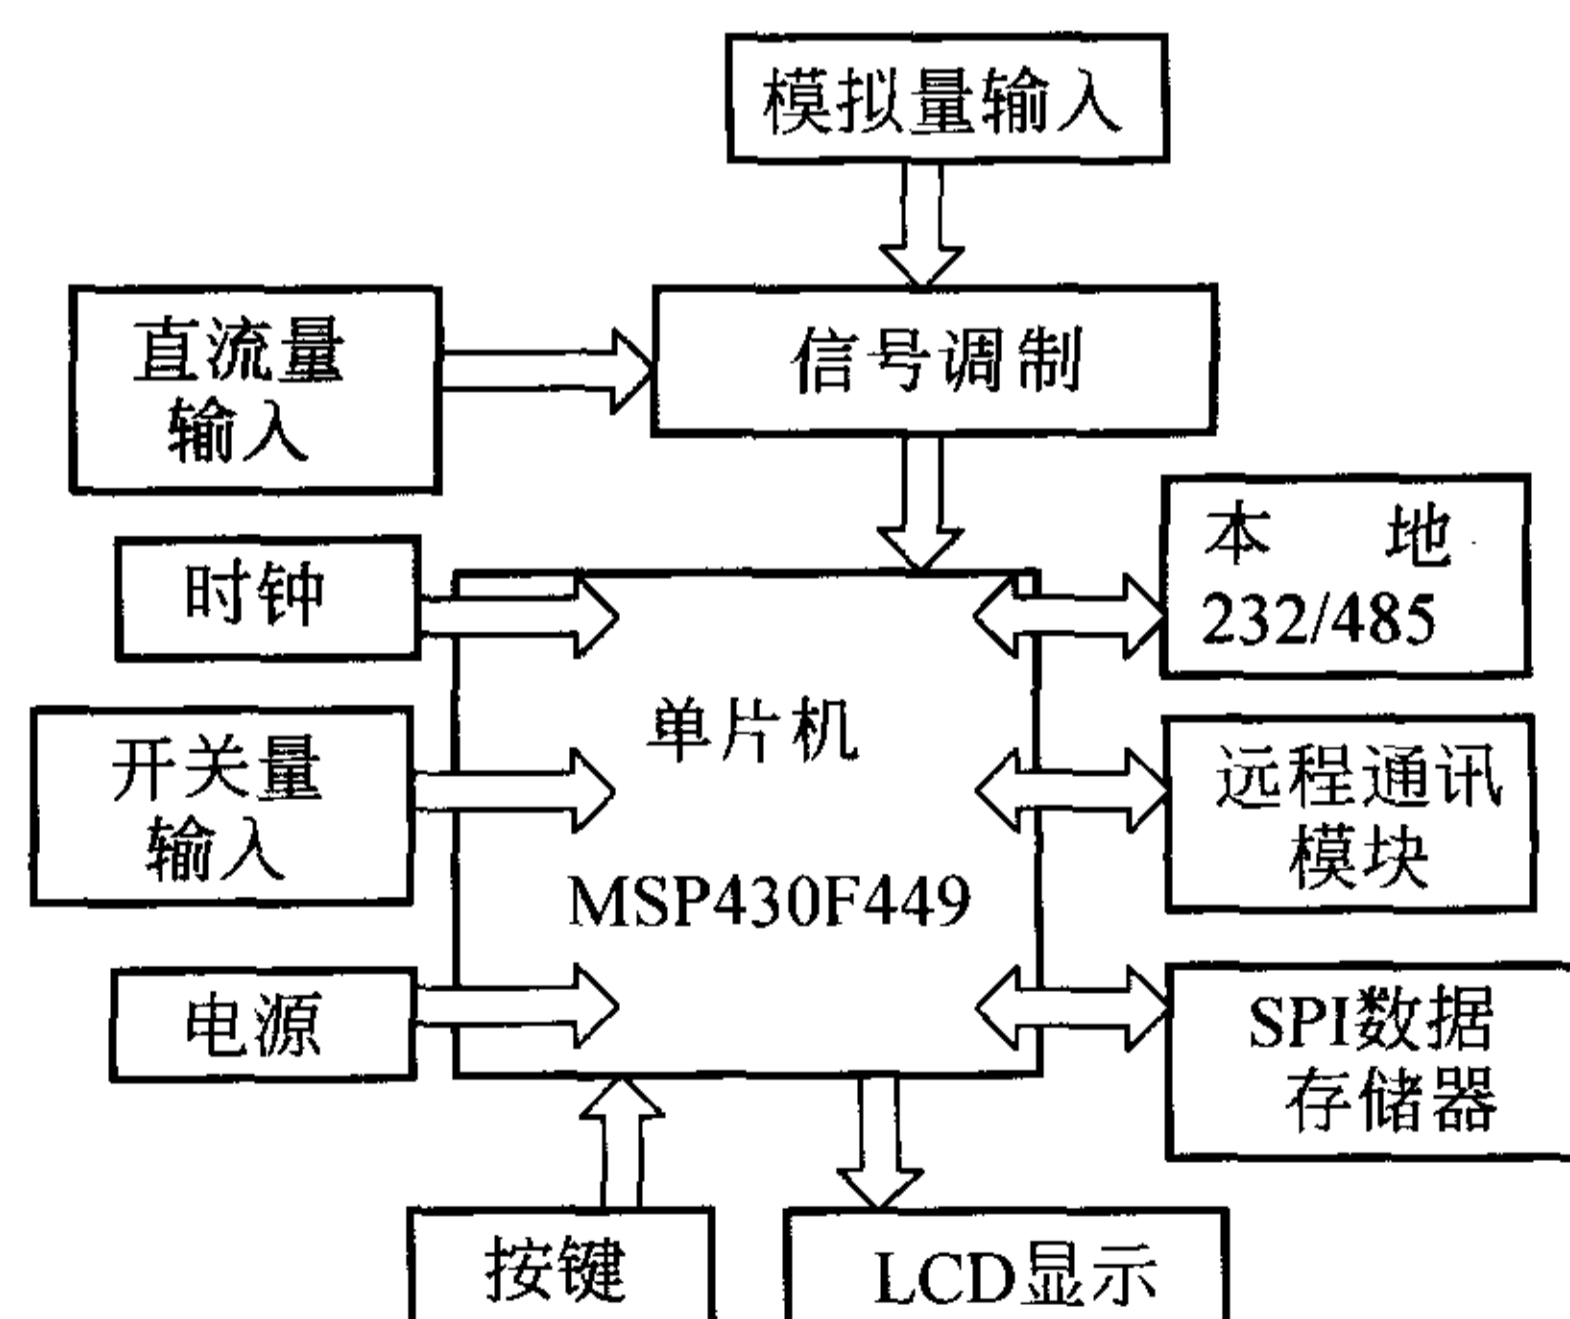 模拟量输入
直流量
输入
信号调制
时钟
本 地
232/485
开关量
输入
单片机
MSP430F449
远程通讯
模块
电源
SPI数据
存储器
按键
LCD显示